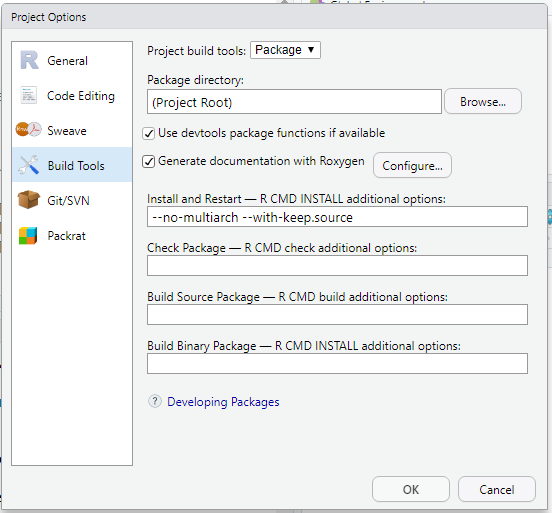 Project Options
General
Code Editing
Sweave
Build Tools
Git/SVN
Packrat
Project build tools: Package ▼
Package directory:
(Project Root) Browse...
Use devtools package functions if available
Generate documentation with Roxygen Configure...
Install and Restart — R CMD INSTALL additional options:
--no-multiarch --with-keep.source
Check Package — R CMD check additional options:
Build Source Package — R CMD build additional options:
Build Binary Package — R CMD INSTALL additional options:
? Developing Packages
OK Cancel